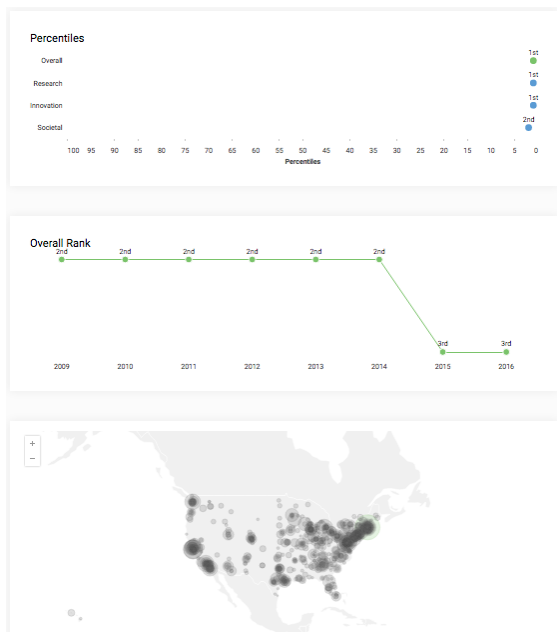 Percentiles
1st
Overall
1st
Research
1st
Innovation
2nd
Societal
100 95 90 85 80 75 70 65 60 55 50 45 40 35 30 25 20 15 10 5 0
Percentiles
Overall Rank
2nd 2nd 2nd 2nd 2nd 2nd
3rd 3rd
2009 2010 2011 2012 2013 2014 2015 2016
+
−